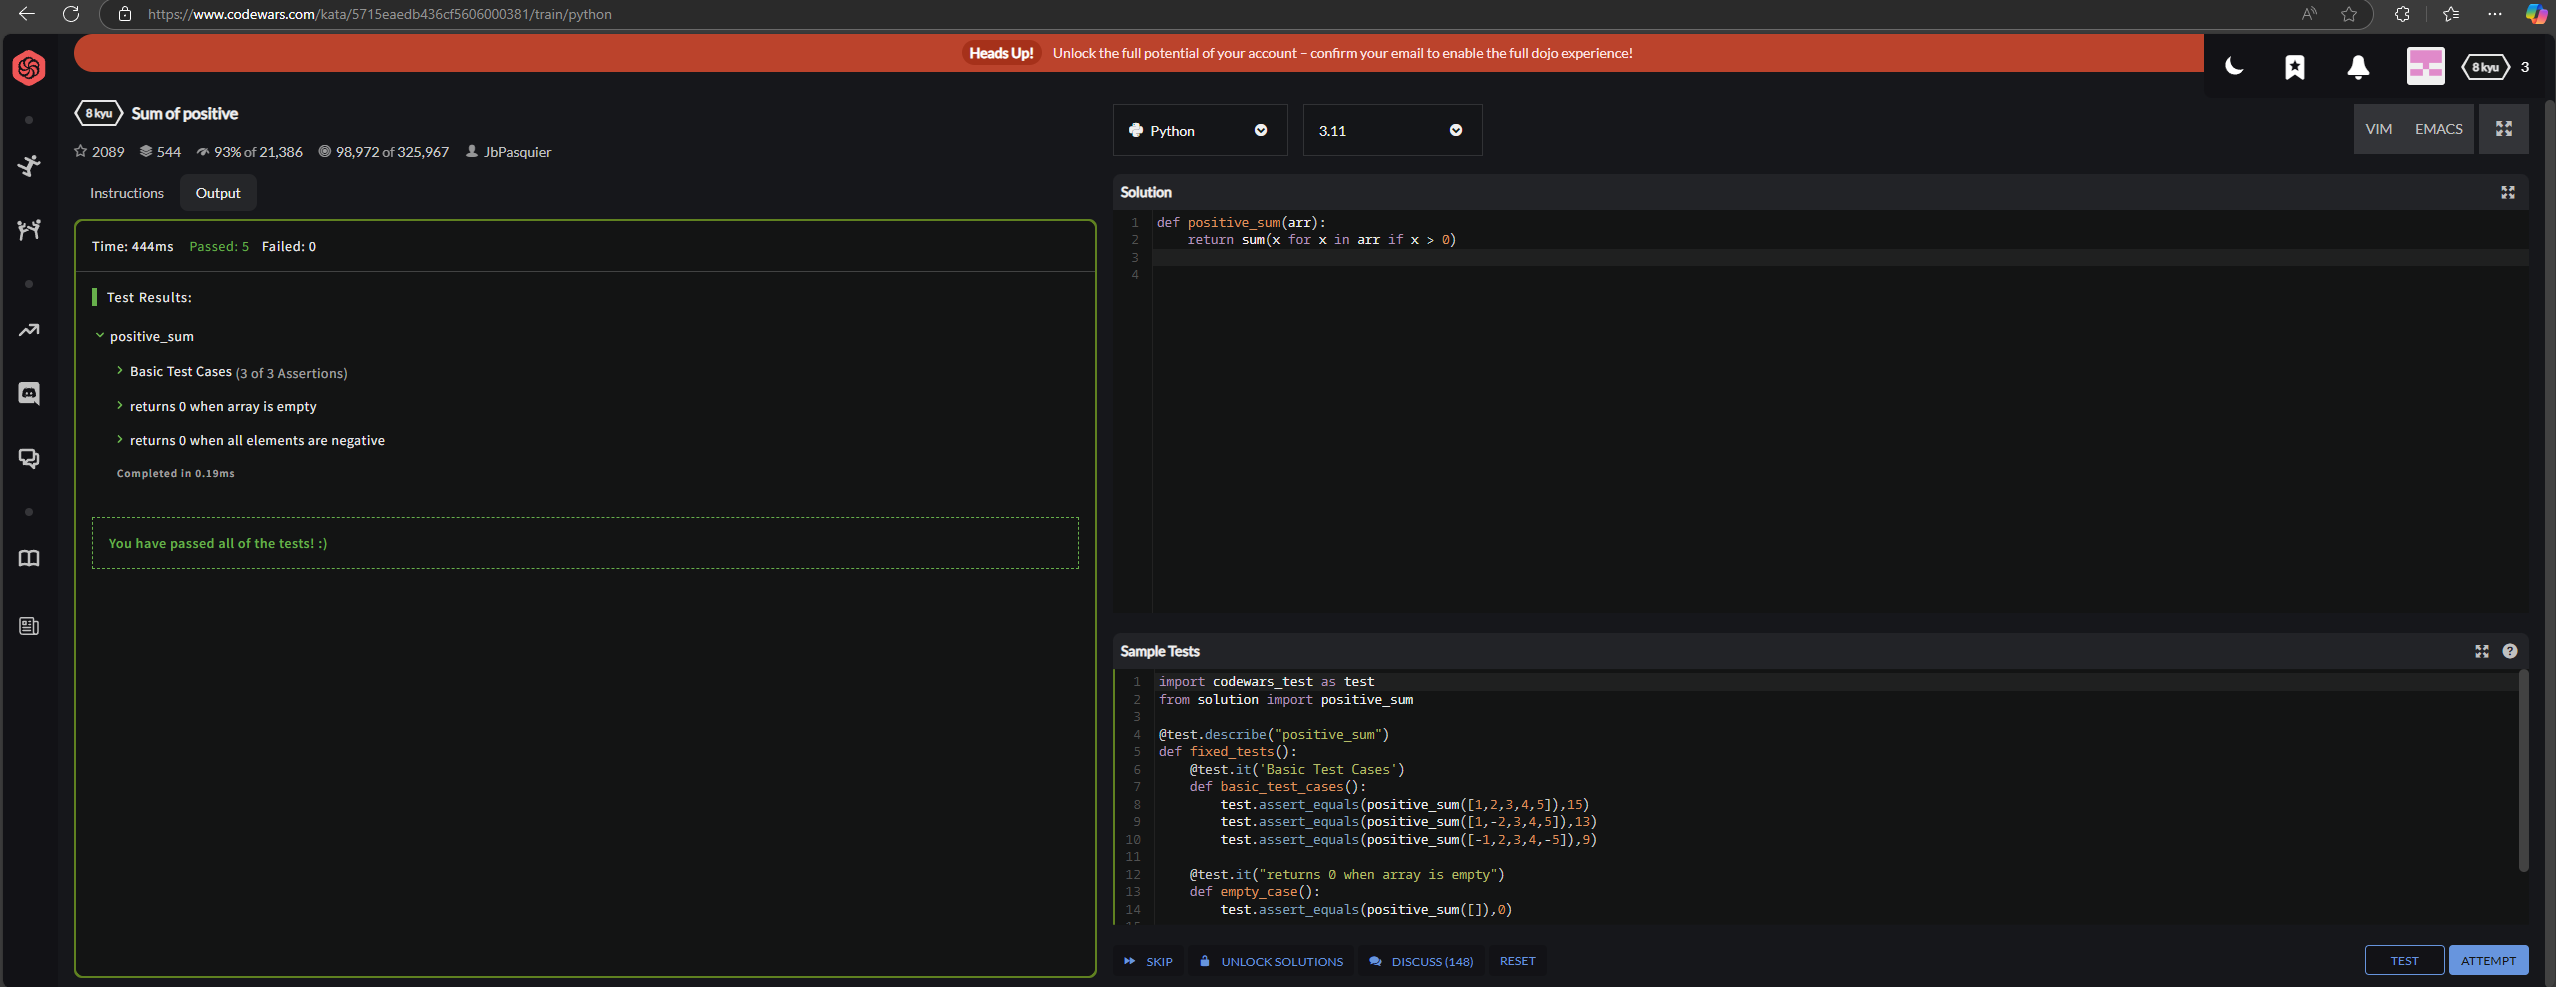 https://www.codewars.com/kata/5715eaedb436cf5606000381/train/python
Heads Up! Unlock the full potential of your account – confirm your email to enable the full dojo experience!
8 kyu 3
8 kyu Sum of positive
2089 544 93% of 21,386 98,972 of 325,967 JbPasquier
Instructions Output
Time: 444ms Passed: 5 Failed: 0
Test Results:
positive_sum
Basic Test Cases (3 of 3 Assertions)
returns 0 when array is empty
returns 0 when all elements are negative
Completed in 0.19ms
You have passed all of the tests! :)
Python 3.11 VIM EMACS
Solution
1 def positive_sum(arr):
2     return sum(x for x in arr if x > 0)
3
4
Sample Tests
1 import codewars_test as test
2 from solution import positive_sum
3
4 @test.describe("positive_sum")
5 def fixed_tests():
6     @test.it('Basic Test Cases')
7     def basic_test_cases():
8         test.assert_equals(positive_sum([1,2,3,4,5]),15)
9         test.assert_equals(positive_sum([1,-2,3,4,5]),13)
10         test.assert_equals(positive_sum([-1,2,3,4,-5]),9)
11
12     @test.it("returns 0 when array is empty")
13     def empty_case():
14         test.assert_equals(positive_sum([]),0)
SKIP UNLOCK SOLUTIONS DISCUSS (148) RESET TEST ATTEMPT